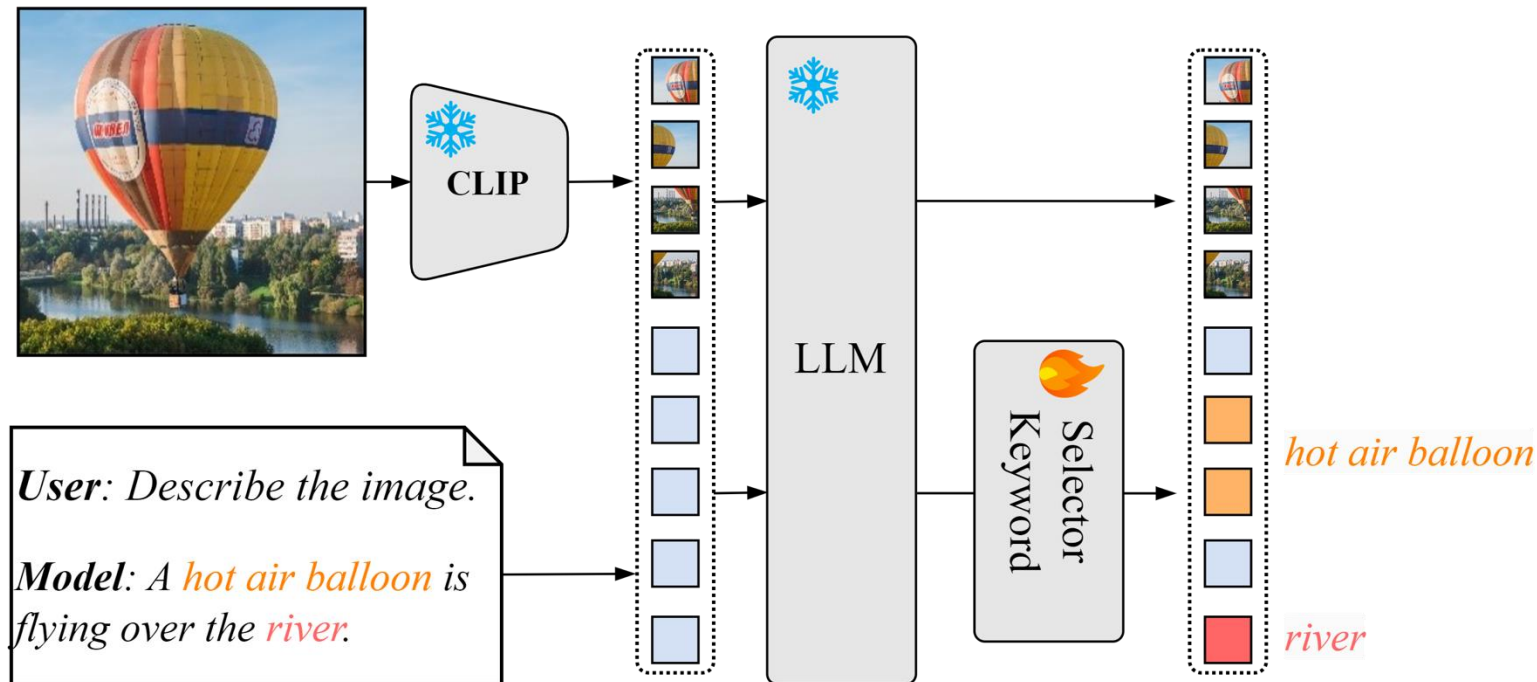 CLIP
User: Describe the image.
Model: A hot air balloon is
flying over the river.
LLM
Selector
Keyword
hot air balloon
river